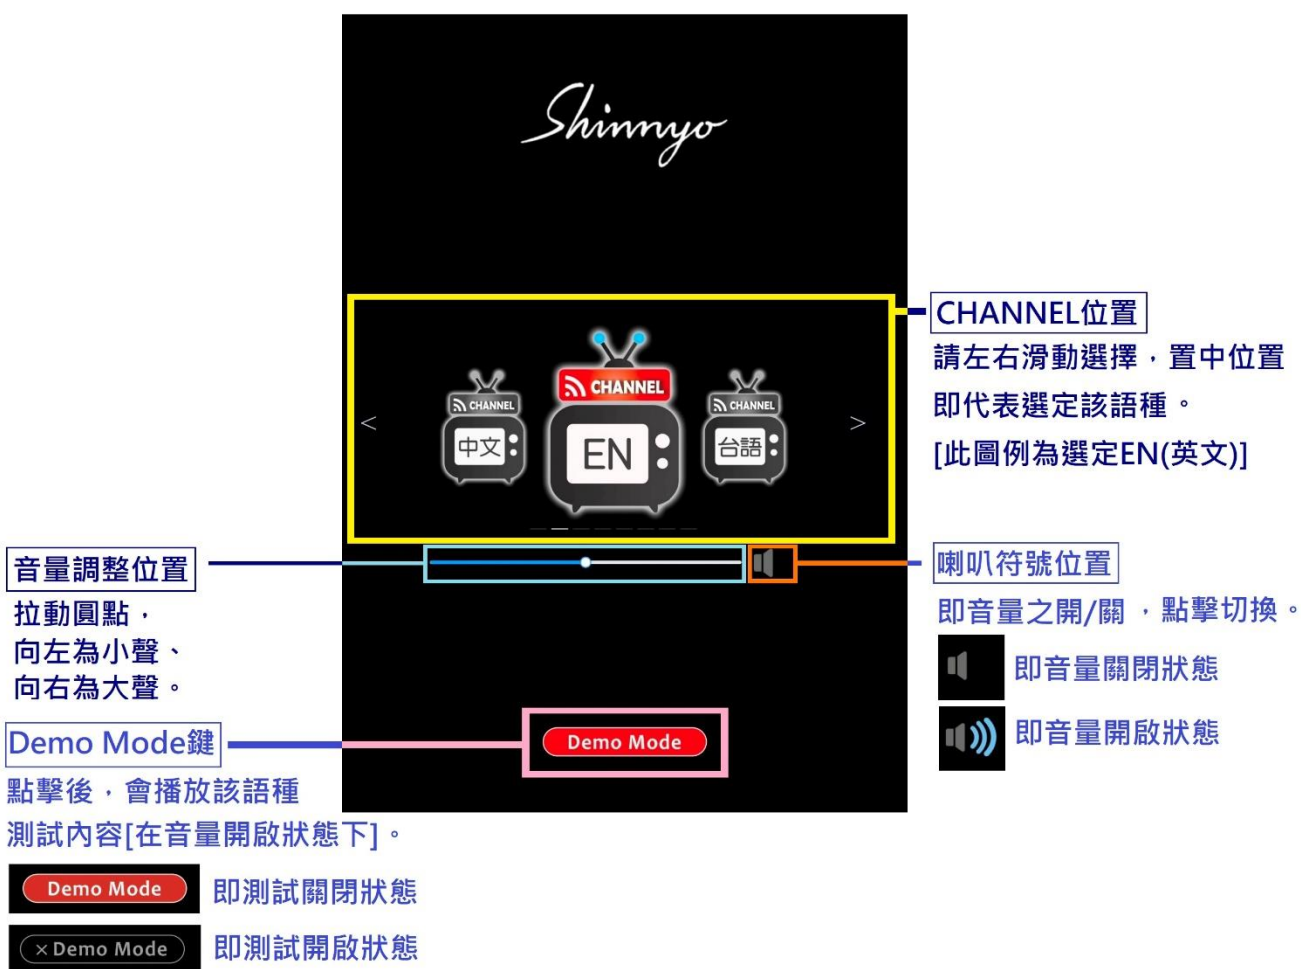 Shinnyo
CHANNEL位置
請左右滑動選擇，置中位置
即代表選定該語種。
[此圖例為選定EN(英文)]
CHANNEL
中文
CHANNEL
EN
CHANNEL
台語
<
>
音量調整位置
拉動圓點，
向左為小聲、
向右為大聲。
喇叭符號位置
即音量之開/關，點擊切換。
即音量關閉狀態
即音量開啟狀態
Demo Mode
Demo Mode鍵
點擊後，會播放該語種
測試內容[在音量開啟狀態下]。
Demo Mode 即測試關閉狀態
×Demo Mode 即測試開啟狀態